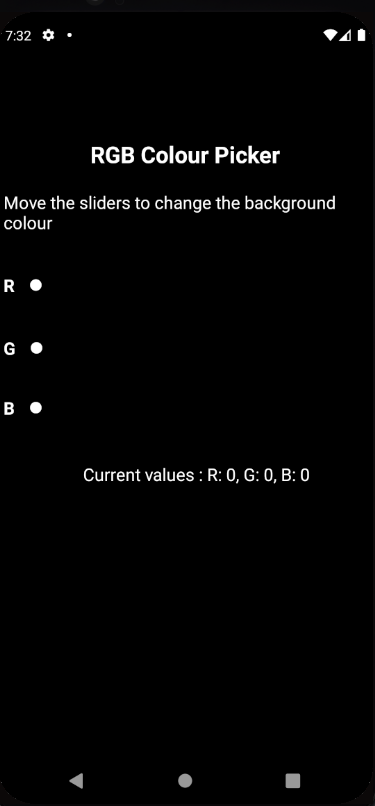 7:32
RGB Colour Picker
Move the sliders to change the background
colour
R
G
B
Current values : R: 0, G: 0, B: 0